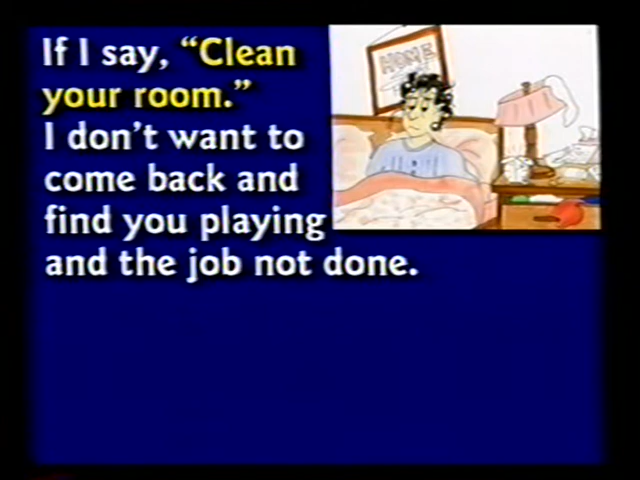 HOME
If I say, “Clean
your room.”
I don’t want to
come back and
find you playing
and the job not done.